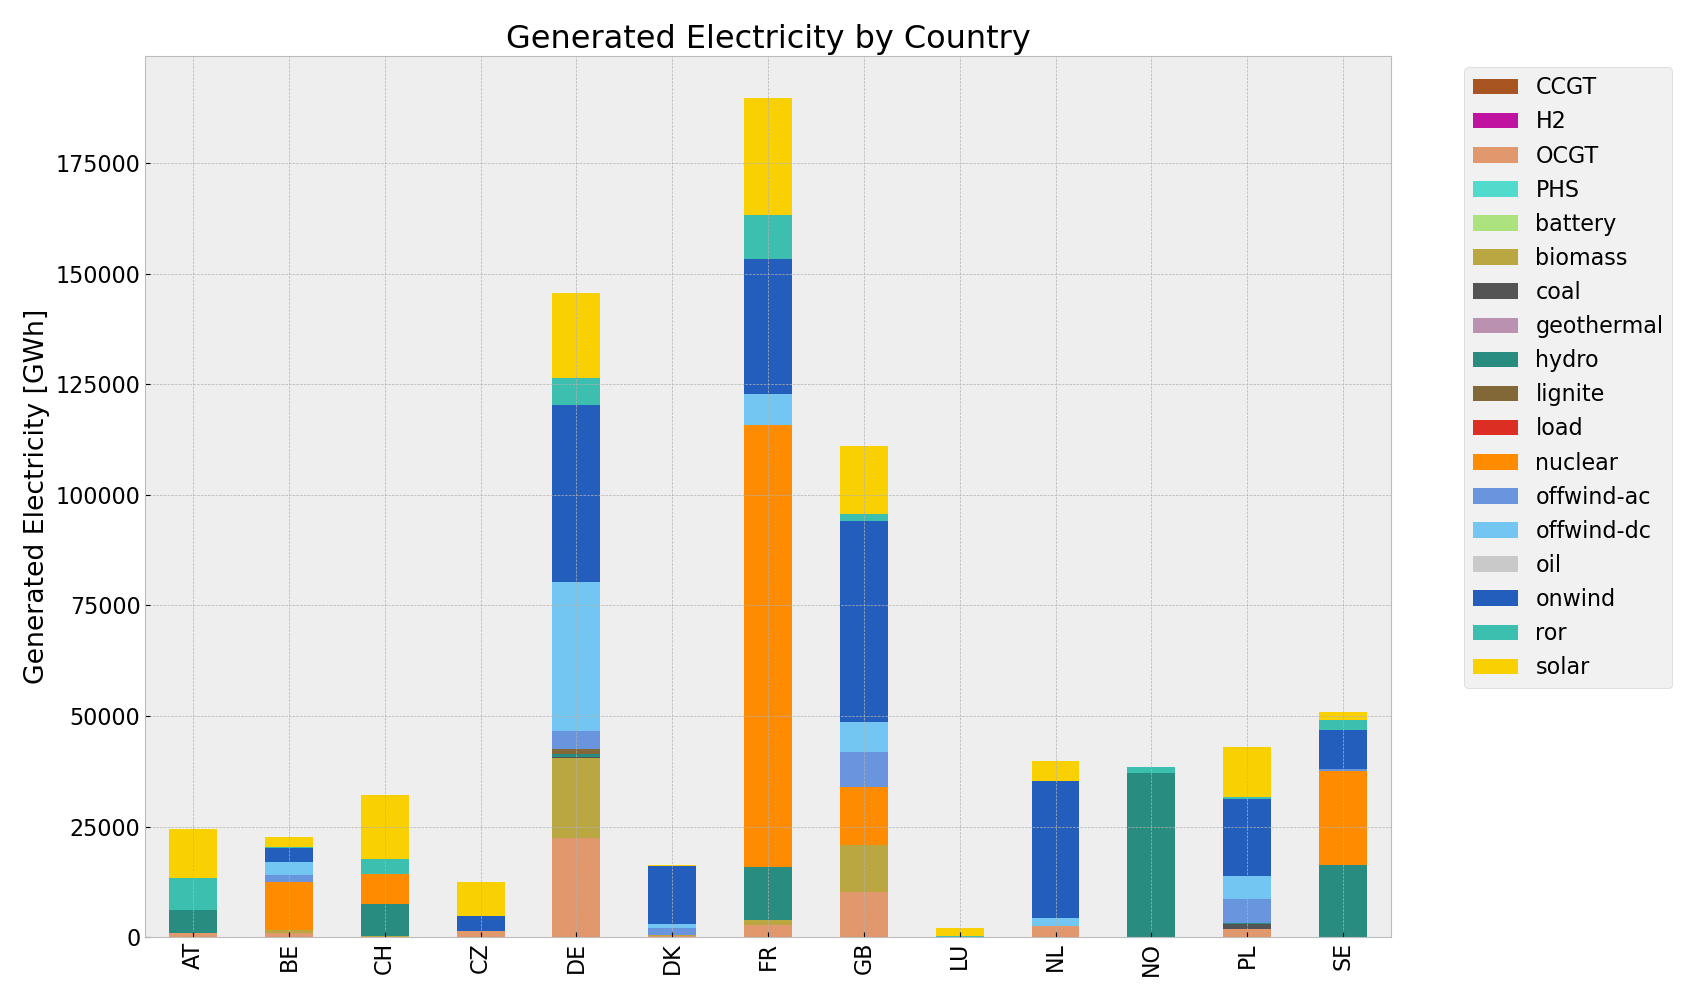 Generated Electricity by Country
Generated Electricity [GWh]
175000
150000
125000
100000
75000
50000
25000
0
AT BE CH CZ DE DK FR GB LU NL NO PL SE
CCGT
H2
OCGT
PHS
battery
biomass
coal
geothermal
hydro
lignite
load
nuclear
offwind-ac
offwind-dc
oil
onwind
ror
solar